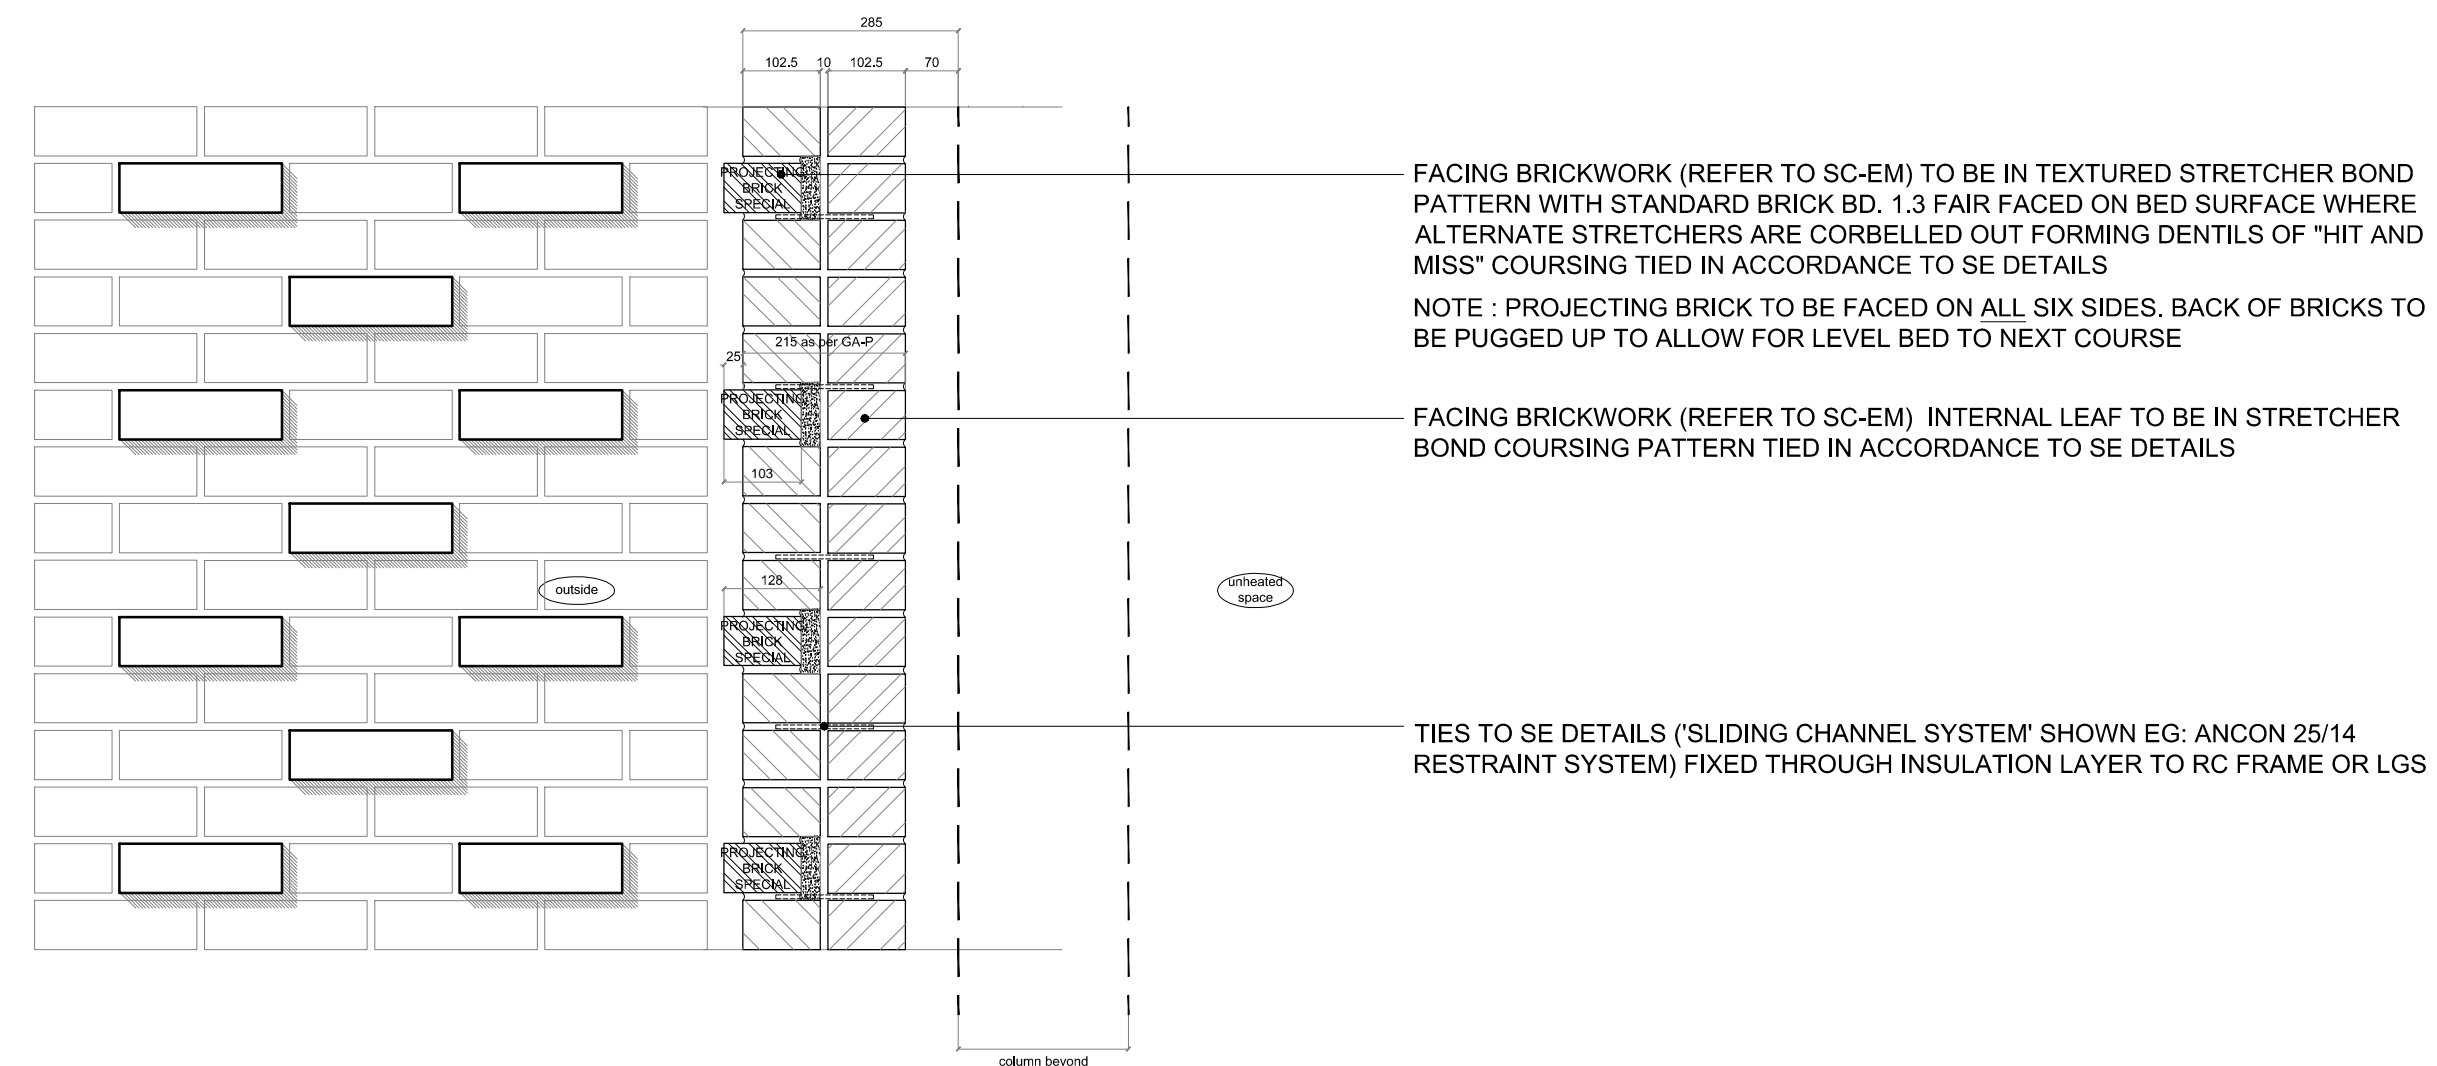 285
102.5 10 102.5 70
PROJECTING
BRICK
SPECIAL
FACING BRICKWORK (REFER TO SC-EM) TO BE IN TEXTURED STRETCHER BOND
PATTERN WITH STANDARD BRICK BD. 1.3 FAIR FACED ON BED SURFACE WHERE
ALTERNATE STRETCHERS ARE CORBELLED OUT FORMING DENTILS OF "HIT AND
MISS" COURSING TIED IN ACCORDANCE TO SE DETAILS
NOTE : PROJECTING BRICK TO BE FACED ON ALL SIX SIDES. BACK OF BRICKS TO
BE PUGGED UP TO ALLOW FOR LEVEL BED TO NEXT COURSE
215 as per GA-P
25
PROJECTING
BRICK
SPECIAL
FACING BRICKWORK (REFER TO SC-EM) INTERNAL LEAF TO BE IN STRETCHER
BOND COURSING PATTERN TIED IN ACCORDANCE TO SE DETAILS
103
128
outside
unheated
space
PROJECTING
BRICK
SPECIAL
TIES TO SE DETAILS ('SLIDING CHANNEL SYSTEM' SHOWN EG: ANCON 25/14
RESTRAINT SYSTEM) FIXED THROUGH INSULATION LAYER TO RC FRAME OR LGS
PROJECTING
BRICK
SPECIAL
column beyond